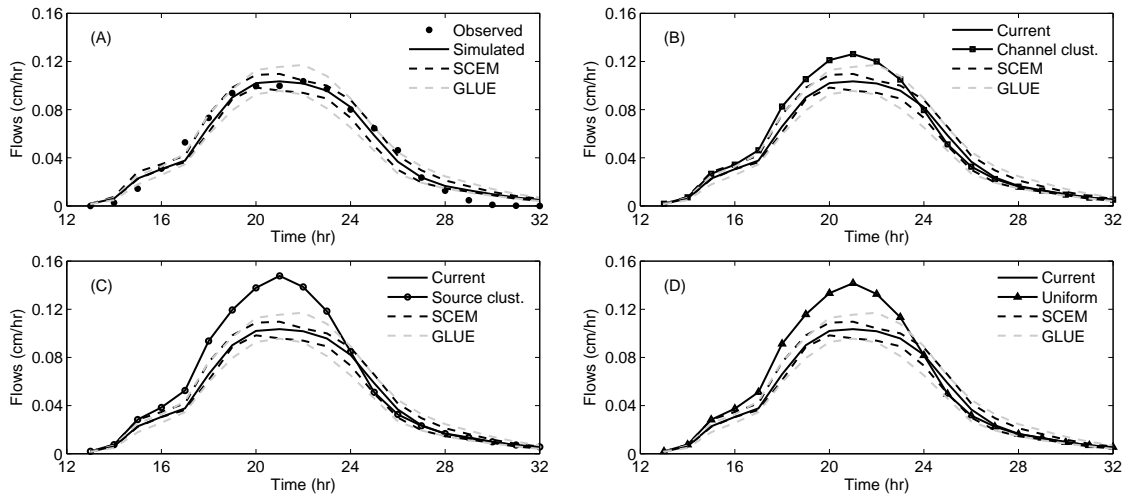 (A)
Observed
Simulated
SCEM
GLUE
Flows (cm/hr)
0.16
0.12
0.08
0.04
0
12 16 20 24 28 32
Time (hr)
(B)
Current
Channel clust.
SCEM
GLUE
Flows (cm/hr)
0.16
0.12
0.08
0.04
0
12 16 20 24 28 32
Time (hr)
(C)
Current
Source clust.
SCEM
GLUE
Flows (cm/hr)
0.16
0.12
0.08
0.04
0
12 16 20 24 28 32
Time (hr)
(D)
Current
Uniform
SCEM
GLUE
Flows (cm/hr)
0.16
0.12
0.08
0.04
0
12 16 20 24 28 32
Time (hr)